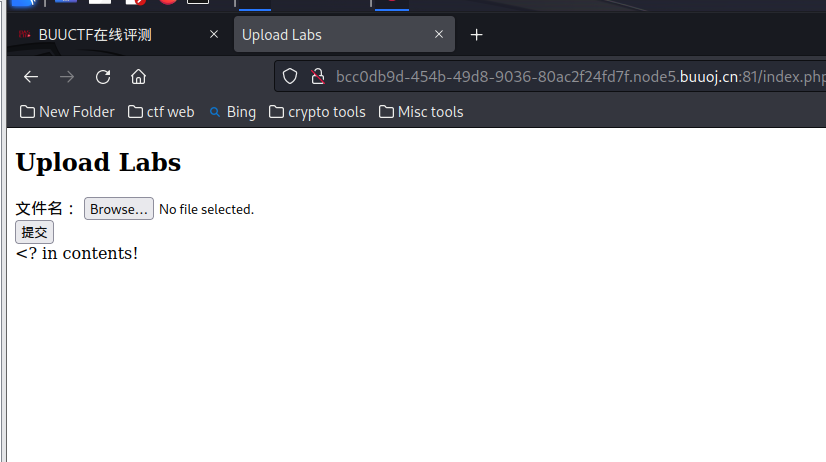 BUUCTF在线评测
Upload Labs
bcc0db9d-454b-49d8-9036-80ac2f24fd7f.node5.buuoj.cn:81/index.php
New Folder ctf web Bing crypto tools Misc tools
Upload Labs
文件名： Browse... No file selected.
提交
<? in contents!